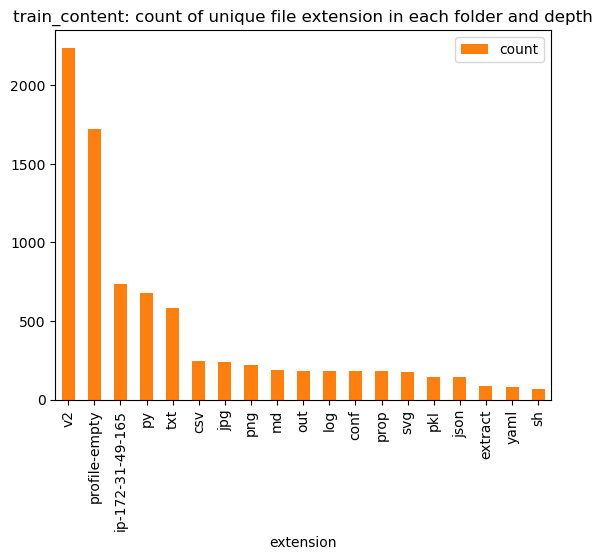 train_content: count of unique file extension in each folder and depth
count
2000
1500
1000
500
0
v2
profile-empty
ip-172-31-49-165
py
txt
csv
jpg
png
md
out
log
conf
prop
svg
pkl
json
extract
yaml
sh
extension